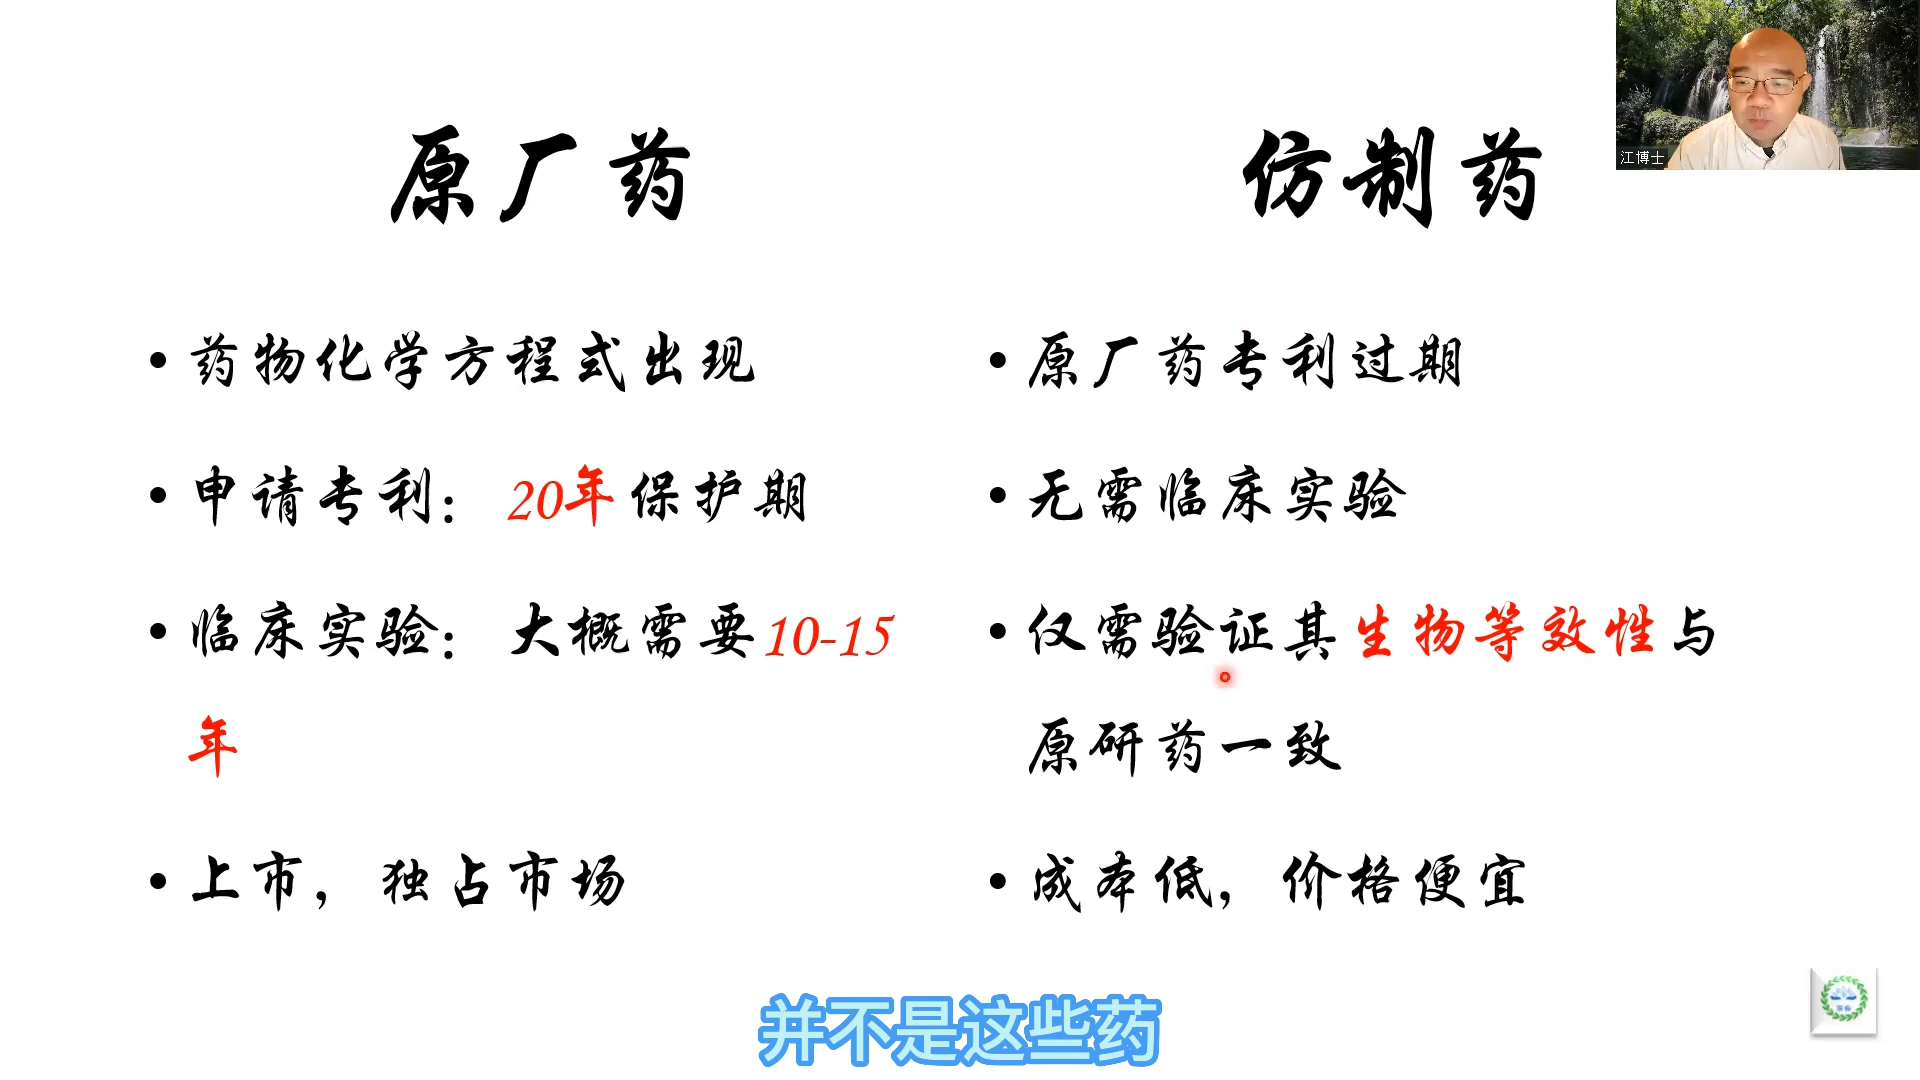 原厂药
药物化学方程式出现
申请专利：20年保护期
临床实验：大概需要10-15
年
上市，独占市场
仿制药
原厂药专利过期
无需临床实验
仅需验证其生物等效性与
原研药一致
成本低，价格便宜
江博士
并不是这些药